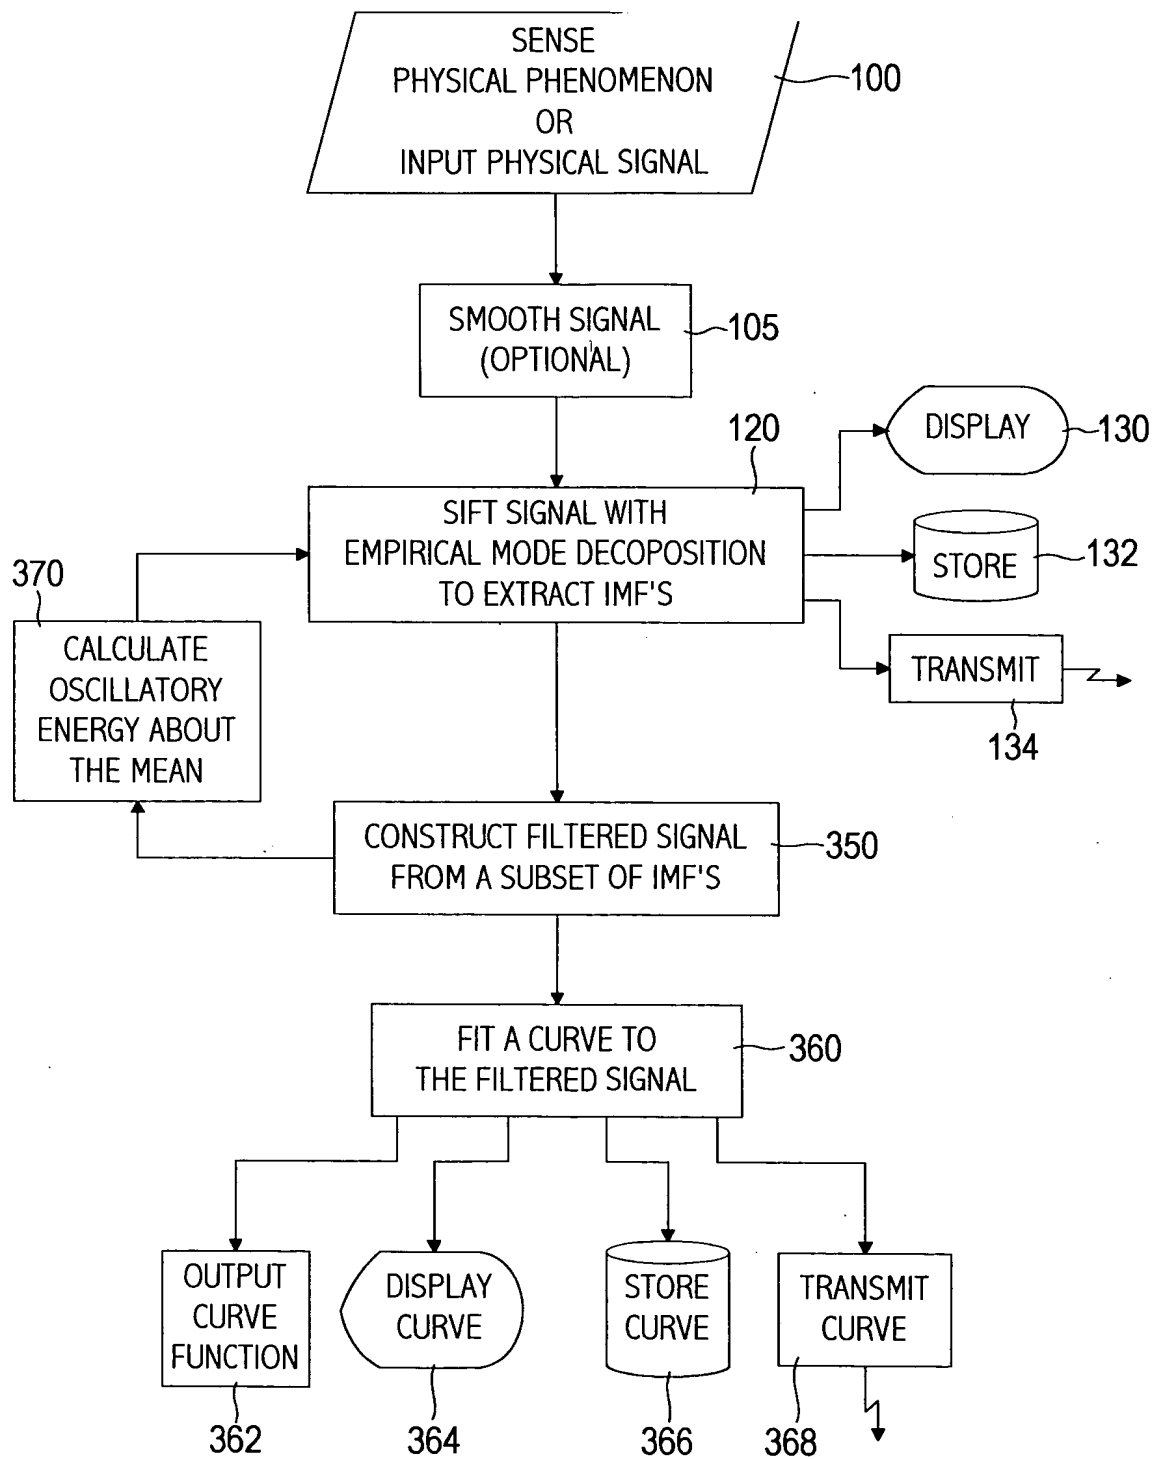 SENSE
PHYSICAL PHENOMENON
OR
INPUT PHYSICAL SIGNAL
100
SMOOTH SIGNAL
(OPTIONAL)
105
120
SIFT SIGNAL WITH
EMPIRICAL MODE DECOPOSITION
TO EXTRACT IMF'S
DISPLAY
130
STORE
132
TRANSMIT
134
370
CALCULATE
OSCILLATORY
ENERGY ABOUT
THE MEAN
CONSTRUCT FILTERED SIGNAL
FROM A SUBSET OF IMF'S
350
FIT A CURVE TO
THE FILTERED SIGNAL
360
OUTPUT
CURVE
FUNCTION
362
DISPLAY
CURVE
364
STORE
CURVE
366
TRANSMIT
CURVE
368